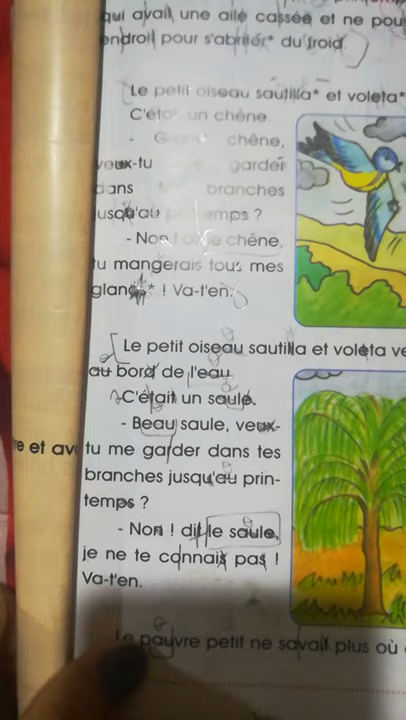 qui avait une aile cassée et ne pou
endroit pour s'abriter* du froid
Le petit oiseau sautilla* et voleta*
C'était un chêne.
- Grand chêne,
veux-tu garder
dans branches
jusqu'au temps ?
- Non ! chêne,
tu mangerais tous mes
glands* ! Va-t'en.
Le petit oiseau sautilla et voleta ve
au bord de l'eau
C'était un saule.
- Beau saule, veux-
e et av tu me garder dans tes
branches jusqu'au prin-
temps ?
- Non ! dit le saule,
je ne te connais pas !
Va-t'en.
Le pauvre petit ne savait plus où